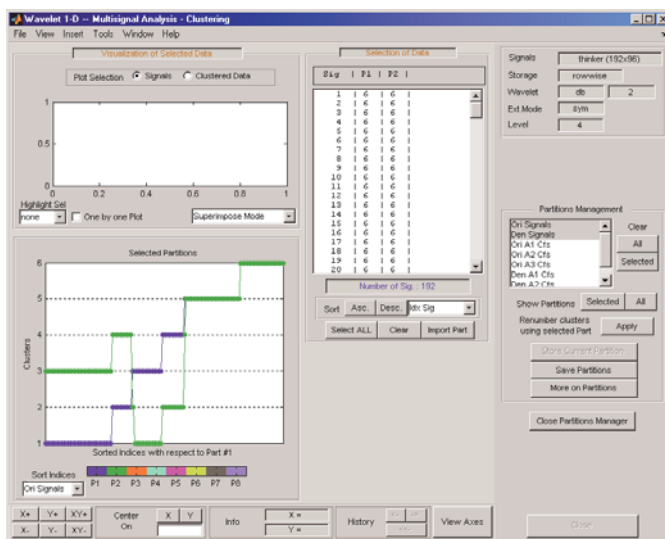 Wavelet 1-D -- Multisignal Analysis - Clustering
File View Insert Tools Window Help
Visualization of Selected Data
Plot Selection Signals Clustered Data
1
0.5
0
0 0.2 0.4 0.6 0.8 1
Highlight Sel
none One by one Plot Superimpose Mode
Selected Partitions
6
5
4
3
2
1
Clusters
Sorted Indices with respect to Part #1
Sort Indices
Ori Signals
P1 P2 P3 P4 P5 P6 P7 P8
Selection of Data
Sig | P1 | P2 |
1 | 6 | 6 |
2 | 6 | 6 |
3 | 6 | 6 |
4 | 6 | 6 |
5 | 6 | 6 |
6 | 6 | 6 |
7 | 6 | 6 |
8 | 6 | 6 |
9 | 6 | 6 |
10 | 6 | 6 |
11 | 6 | 6 |
12 | 6 | 6 |
13 | 6 | 6 |
14 | 6 | 6 |
15 | 6 | 6 |
16 | 6 | 6 |
17 | 6 | 6 |
18 | 6 | 6 |
19 | 6 | 6 |
20 | 6 | 6 |
Number of Sig. : 192
Sort Asc. Desc. Idx Sig
Select ALL Clear Import Part
Signals thinker (192x96)
Storage rowwise
Wavelet db 2
Ext.Mode sym
Level 4
Partitions Management
Ori Signals
Den Signals
Ori A1 Cfs
Ori A2 Cfs
Ori A3 Cfs
Den A1 Cfs
Den A2 Cfs
Clear
All
Selected
Show Partitions Selected All
Renumber clusters
using selected Part Apply
Store Current Partition
Save Partitions
More on Partitions
Close Partitions Manager
X+ Y+ XY+
X- Y- XY-
Center
On
X Y
Info
X =
Y =
History
<- ->
<<-
View Axes
Close